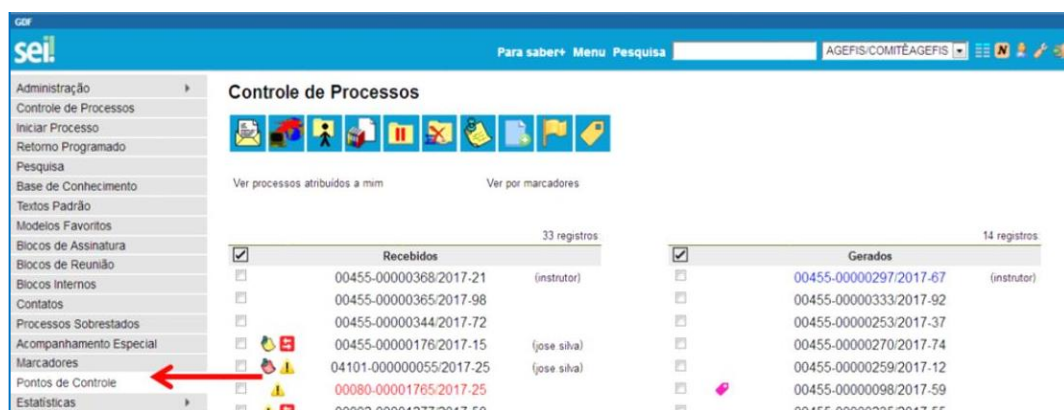 GDF
sei!
Para saber+ Menu Pesquisa
AGEFIS/COMITÊAGEFIS
N
Administração
Controle de Processos
Iniciar Processo
Retorno Programado
Pesquisa
Base de Conhecimento
Textos Padrão
Modelos Favoritos
Blocos de Assinatura
Blocos de Reunião
Blocos Internos
Contatos
Processos Sobrestados
Acompanhamento Especial
Marcadores
Pontos de Controle
Estatísticas
Controle de Processos
Ver processos atribuídos a mim
Ver por marcadores
33 registros:
Recebidos
00455-00000368/2017-21 (instrutor)
00455-00000365/2017-98
00455-00000344/2017-72
00455-00000176/2017-15 (jose silva)
04101-000000055/2017-25 (jose silva)
00080-00001765/2017-25
14 registros:
Gerados
00455-00000297/2017-67 (instrutor)
00455-00000333/2017-92
00455-00000253/2017-37
00455-00000270/2017-74
00455-00000259/2017-12
00455-00000098/2017-59